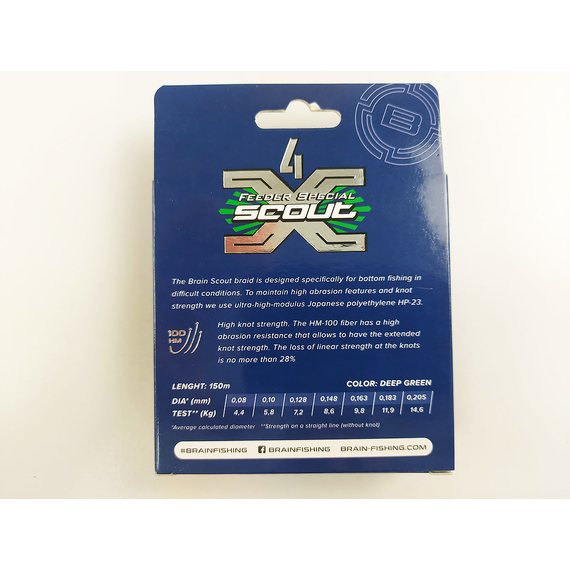 B
4
X
FEEDER SPECIAL
SCOUT
The Brain Scout braid is designed specifically for bottom fishing in
difficult conditions. To maintain high abrasion features and knot
strength we use ultra-high-modulus Japanese polyethylene HP-23.
100
HM
High knot strength. The HM-100 fiber has a high
abrasion resistance that allows to have the extended
knot strength. The loss of linear strength at the knots
is no more than 28%
LENGHT: 150m COLOR: DEEP GREEN
DIA* (mm) 0,08 0,10 0,128 0,148 0,163 0,183 0,205
TEST** (Kg) 4,4 5,8 7,2 8,6 9,8 11,9 14,6
*Average calculated diameter **Strength on a straight line (without knot)
#BRAINFISHING BRAINFISHING BRAIN-FISHING.COM